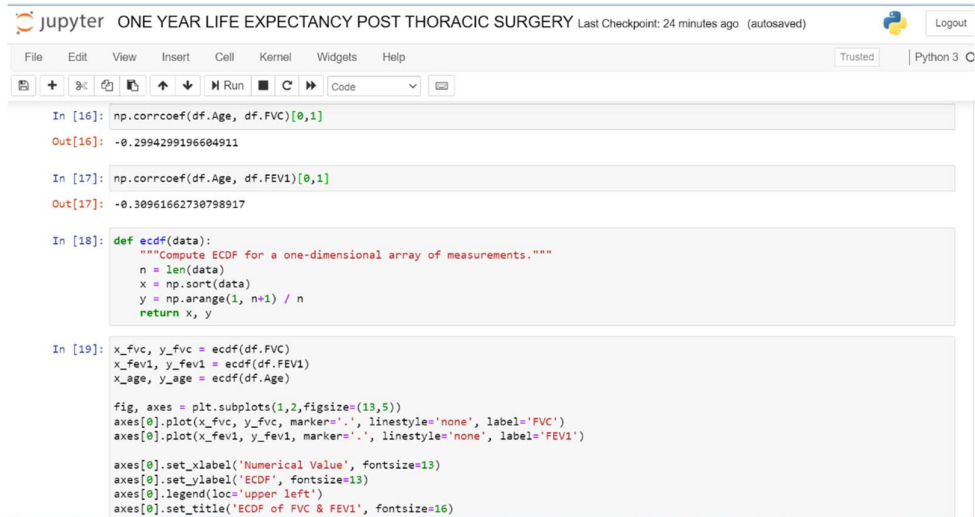 jupyter ONE YEAR LIFE EXPECTANCY POST THORACIC SURGERY Last Checkpoint: 24 minutes ago (autosaved) Logout
File Edit View Insert Cell Kernel Widgets Help Trusted Python 3
Run Code
In [16]: np.corrcoef(df.Age, df.FVC)[0,1]
Out[16]: -0.2994299196604911
In [17]: np.corrcoef(df.Age, df.FEV1)[0,1]
Out[17]: -0.30961662730798917
In [18]: def ecdf(data):
"""Compute ECDF for a one-dimensional array of measurements."""
n = len(data)
x = np.sort(data)
y = np.arange(1, n+1) / n
return x, y
In [19]: x_fvc, y_fvc = ecdf(df.FVC)
x_fev1, y_fev1 = ecdf(df.FEV1)
x_age, y_age = ecdf(df.Age)
fig, axes = plt.subplots(1,2,figsize=(13,5))
axes[0].plot(x_fvc, y_fvc, marker='.', linestyle='none', label='FVC')
axes[0].plot(x_fev1, y_fev1, marker='.', linestyle='none', label='FEV1')
axes[0].set_xlabel('Numerical Value', fontsize=13)
axes[0].set_ylabel('ECDF', fontsize=13)
axes[0].legend(loc='upper left')
axes[0].set_title('ECDF of FVC & FEV1', fontsize=16)